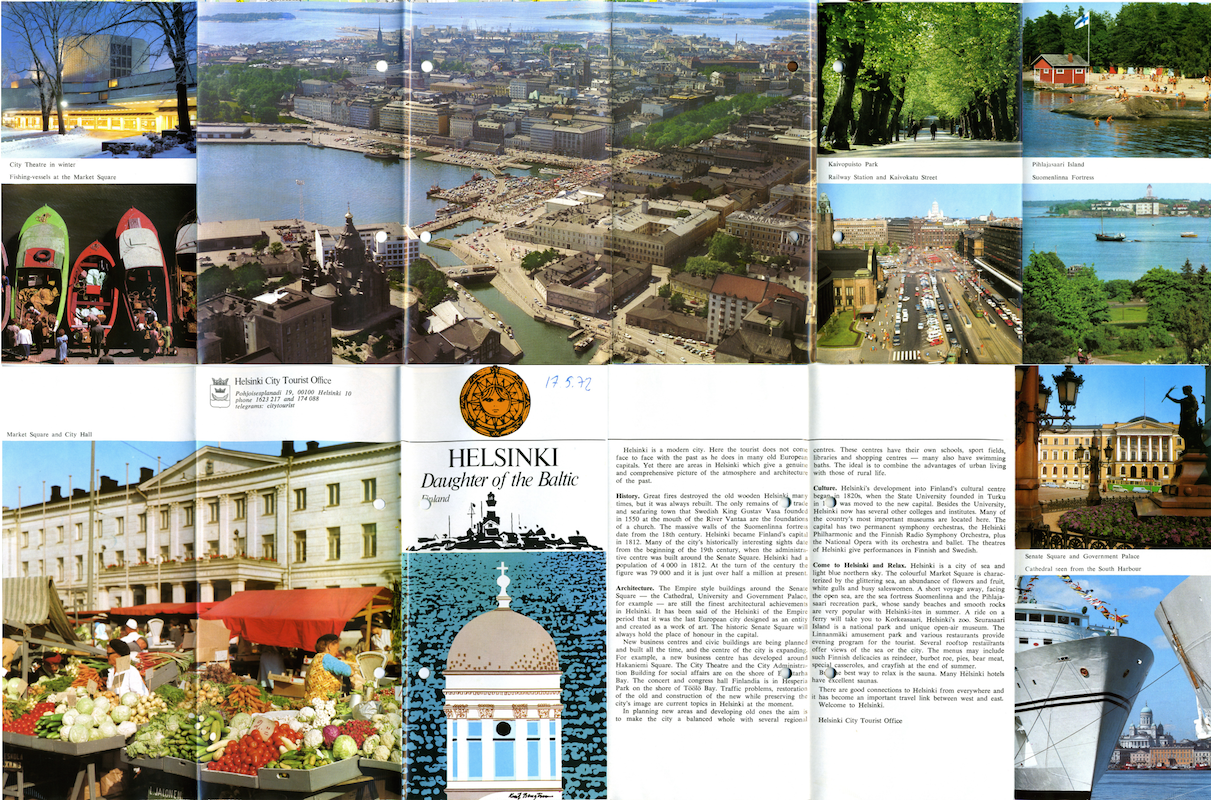 City Theatre in winter
Fishing-vessels at the Market Square
Kaivopuisto Park
Railway Station and Kaivokatu Street
Pihlajasaari Island
Suomenlinna Fortress
Market Square and City Hall
Helsinki City Tourist Office
Pohjoisesplanadi 19, 00100 Helsinki 10
phone 1623 217 and 174 088
telegrams: citytourist
17.5.72
HELSINKI
Daughter of the Baltic
Finland
L JALONEN
Helsinki is a modern city. Here the tourist does not come
face to face with the past as he does in many old European
capitals. Yet there are areas in Helsinki which give a genuine
and comprehensive picture of the atmosphere and architecture
of the past.
History. Great fires destroyed the old wooden Helsinki many
times, but it was always rebuilt. The only remains of trade
and seafaring town that Swedish King Gustav Vasa founded
in 1550 at the mouth of the River Vantaa are the foundations
of a church. The massive walls of the Suomenlinna fortress
date from the 18th century. Helsinki became Finland's capital
in 1812. Many of the city's historically interesting sights date
from the beginning of the 19th century, when the administra-
tive centre was built around the Senate Square. Helsinki had a
population of 4 000 in 1812. At the turn of the century the
figure was 79 000 and it is just over half a million at present.
Architecture. The Empire style buildings around the Senate
Square — the Cathedral, University and Government Palace,
for example — are still the finest architectural achievements
in Helsinki. It has been said of the Helsinki of the Empire
period that it was the last European city designed as an entity
and created as a work of art. The historic Senate Square will
always hold the place of honour in the capital.
New business centres and civic buildings are being planned
and built all the time, and the centre of the city is expanding.
For example, a new business centre has developed around
Hakaniemi Square. The City Theatre and the City Administra-
tion Building for social affairs are on the shore of
Bay. The concert and congress hall Finlandia is in Hesperia
Park on the shore of Töölö Bay. Traffic problems, restoration
of the old and construction of the new while preserving the
city's image are current topics in Helsinki at the moment.
In planning new areas and developing old ones the aim is
to make the city a balanced whole with several regional
centres. These centres have their own schools, sport fields,
libraries and shopping centres — many also have swimming
baths. The ideal is to combine the advantages of urban living
with those of rural life.
Culture. Helsinki's development into Finland's cultural centre
began in 1820s, when the State University founded in Turku
in was moved to the new capital. Besides the University,
Helsinki now has several other colleges and institutes. Many of
the country's most important museums are located here. The
capital has two permanent symphony orchestras, the Helsinki
Philharmonic and the Finnish Radio Symphony Orchestra, plus
the National Opera with its orchestra and ballet. The theatres
of Helsinki give performances in Finnish and Swedish.
Come to Helsinki and Relax. Helsinki is a city of sea and
light blue northern sky. The colourful Market Square is charac-
terized by the glittering sea, an abundance of flowers and fruit,
white gulls and busy saleswomen. A short voyage away, facing
the open sea, are the sea fortress Suomenlinna and the Pihlaja-
saari recreation park, whose sandy beaches and smooth rocks
are very popular with Helsinki-ites in summer. A ride on a
ferry will take you to Korkeasaari, Helsinki's zoo. Seurasaari
Island is a national park and unique open-air museum. The
Linnanmäki amusement park and various restaurants provide
evening program for the tourist. Several rooftop restaurants
offer views of the sea or the city. The menus may include
such Finnish delicacies as reindeer, burbot roe, pies, bear meat,
special casseroles, and crayfish at the end of summer.
best way to relax is the sauna. Many Helsinki hotels
have excellent saunas.
There are good connections to Helsinki from everywhere and
it has become an important travel link between west and east.
Welcome to Helsinki.
Helsinki City Tourist Office
Senate Square and Government Palace
Cathedral seen from the South Harbour